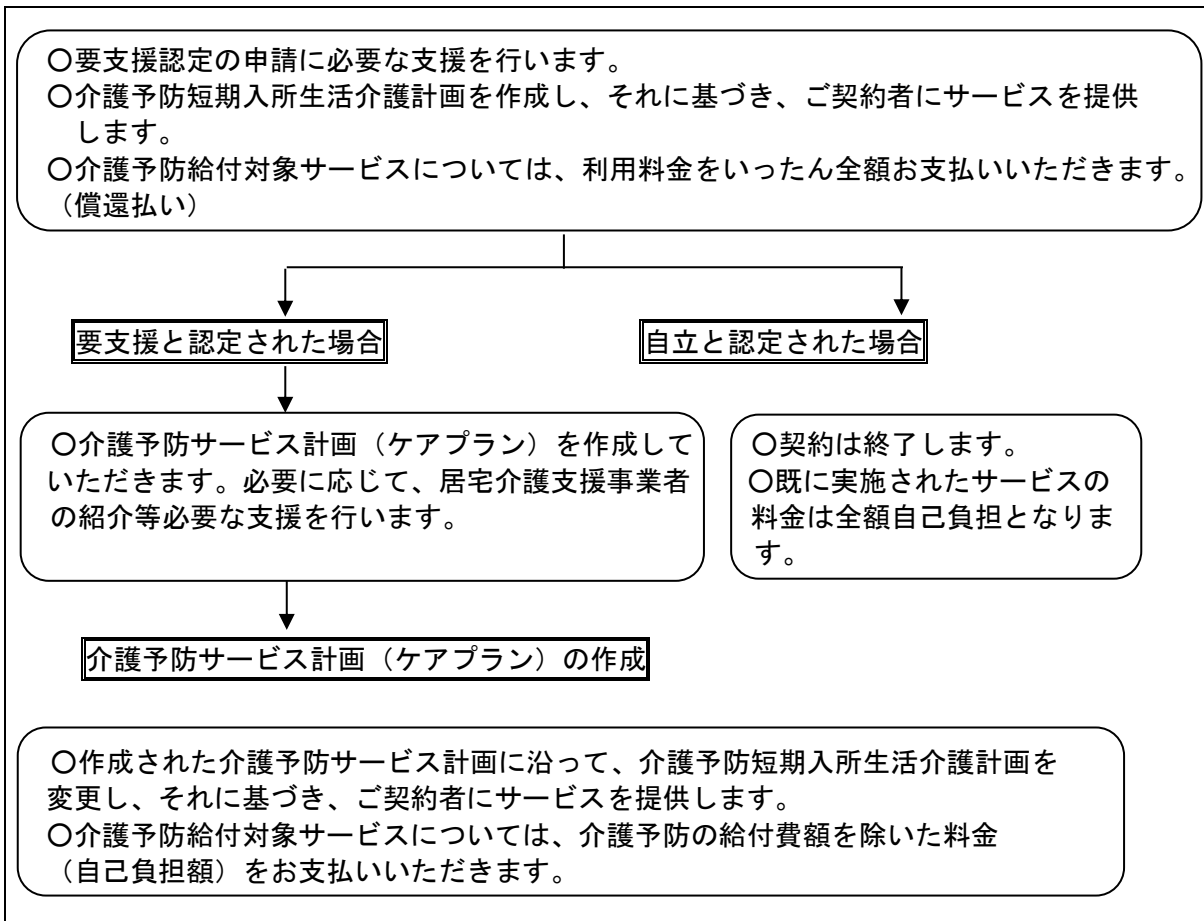 〇要支援認定の申請に必要な支援を行います。
〇介護予防短期入所生活介護計画を作成し、それに基づき、ご契約者にサービスを提供
します。
〇介護予防給付対象サービスについては、利用料金をいったん全額お支払いいただきます。
（償還払い）
要支援と認定された場合
自立と認定された場合
〇介護予防サービス計画（ケアプラン）を作成して
いただきます。必要に応じて、居宅介護支援事業者
の紹介等必要な支援を行います。
〇契約は終了します。
〇既に実施されたサービスの
料金は全額自己負担となりま
す。
介護予防サービス計画（ケアプラン）の作成
〇作成された介護予防サービス計画に沿って、介護予防短期入所生活介護計画を
変更し、それに基づき、ご契約者にサービスを提供します。
〇介護予防給付対象サービスについては、介護予防の給付費額を除いた料金
（自己負担額）をお支払いいただきます。